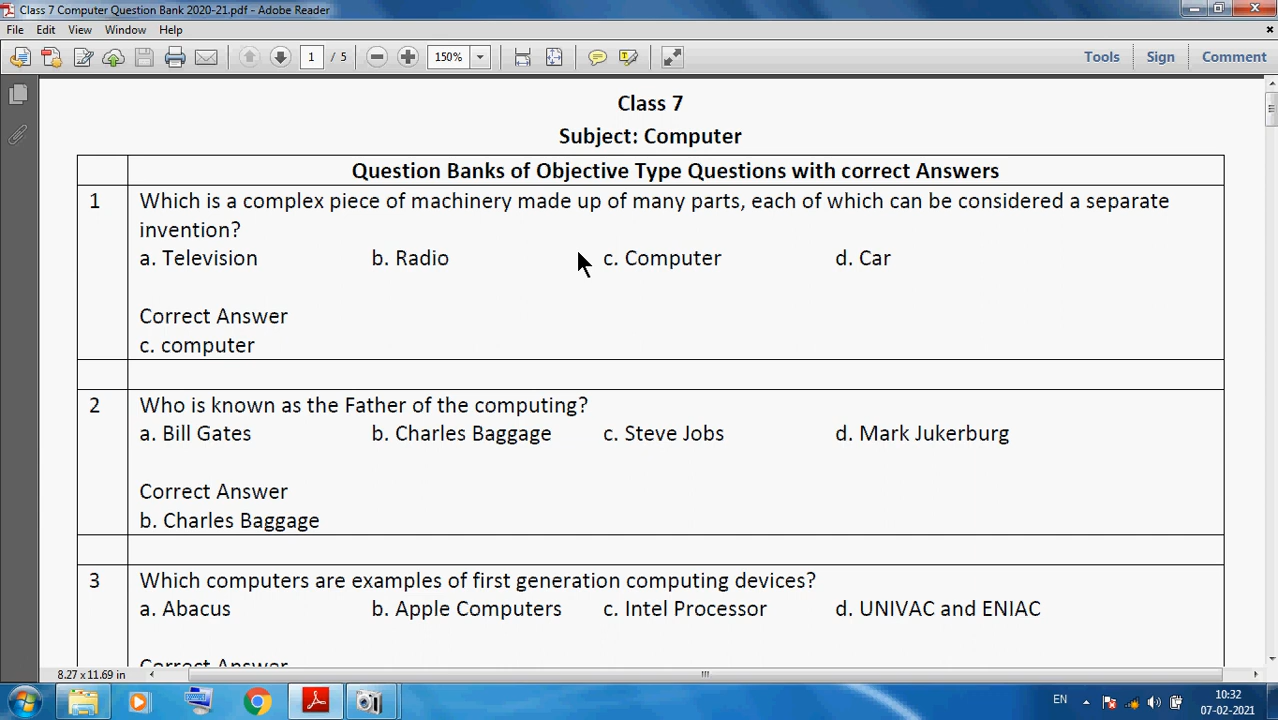 Class 7 Computer Question Bank 2020-21.pdf - Adobe Reader
File Edit View Window Help
1 / 5 150% Tools Sign Comment
Class 7
Subject: Computer
Question Banks of Objective Type Questions with correct Answers
1 Which is a complex piece of machinery made up of many parts, each of which can be considered a separate
invention?
a. Television b. Radio c. Computer d. Car
Correct Answer
c. computer
2 Who is known as the Father of the computing?
a. Bill Gates b. Charles Baggage c. Steve Jobs d. Mark Jukerburg
Correct Answer
b. Charles Baggage
3 Which computers are examples of first generation computing devices?
a. Abacus b. Apple Computers c. Intel Processor d. UNIVAC and ENIAC
Correct Answer
8.27 x 11.69 in
EN 10:32
07-02-2021